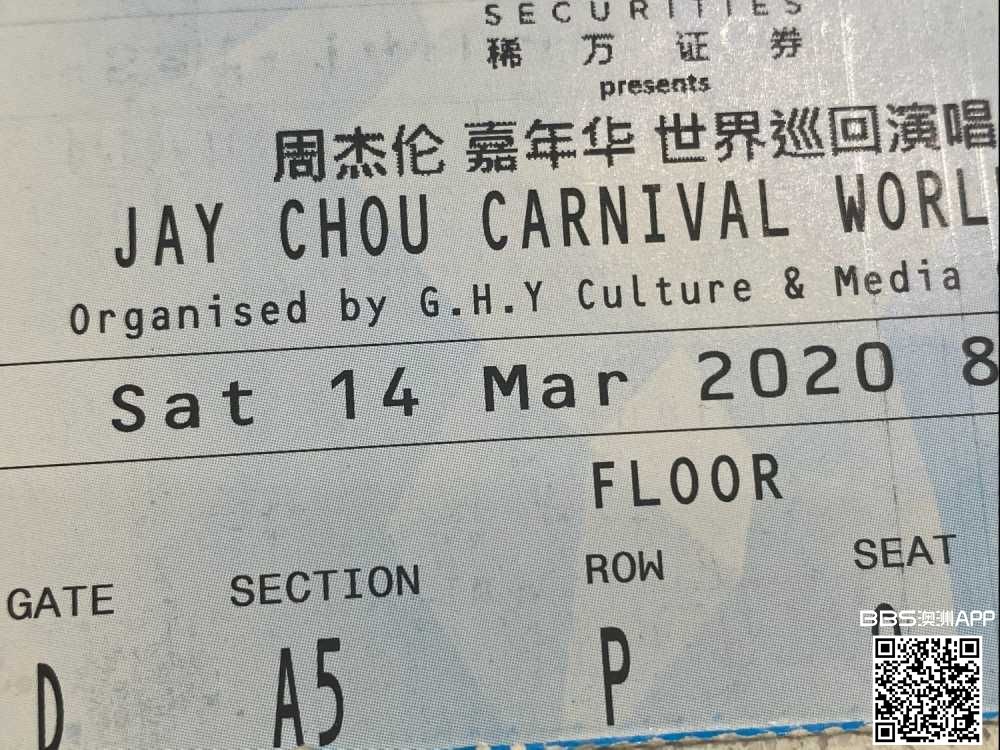 SECURITIES
稀万证券
presents
周杰伦 嘉年华 世界巡回演唱
JAY CHOU CARNIVAL WORL
Organised by G.H.Y Culture & Media
Sat 14 Mar 2020 8
FLOOR
GATE SECTION ROW SEAT
D A5 P
BBS澳洲APP